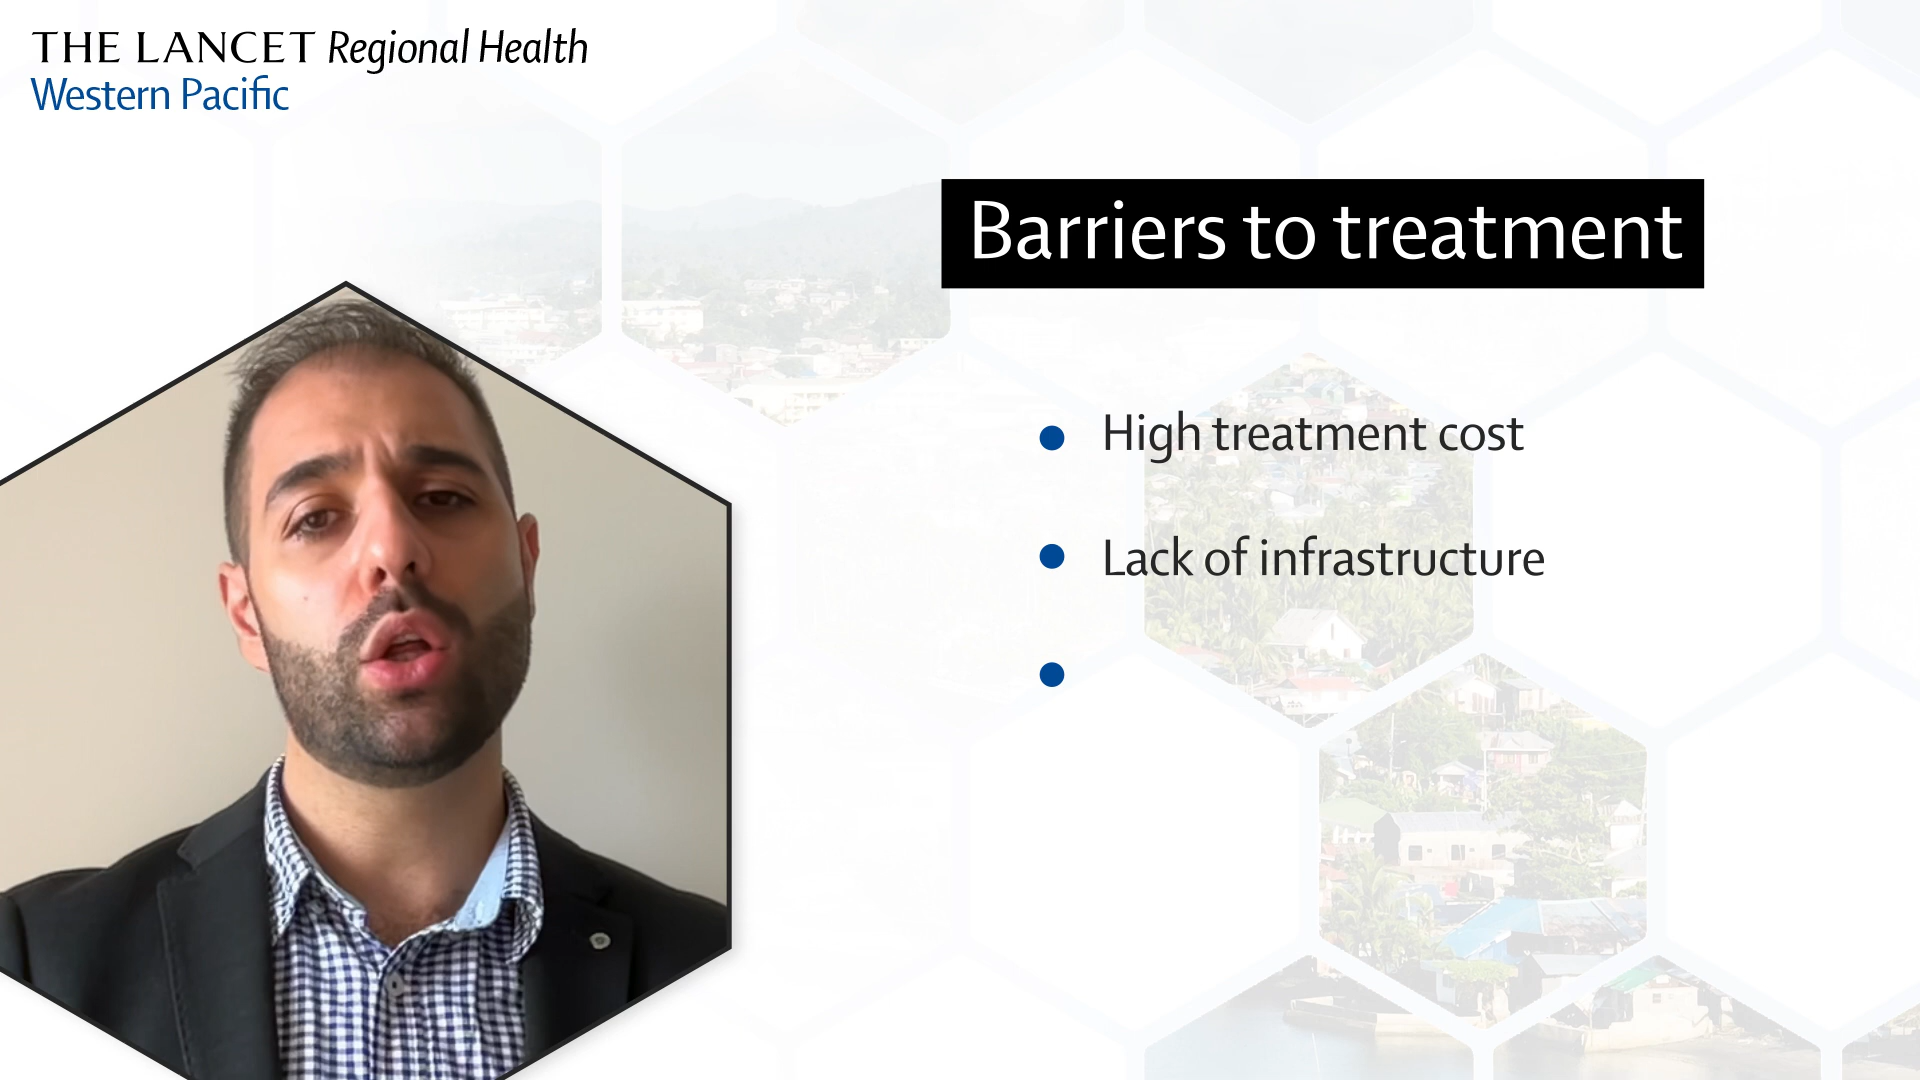 THE LANCET Regional Health
Western Pacific
Barriers to treatment
High treatment cost
Lack of infrastructure